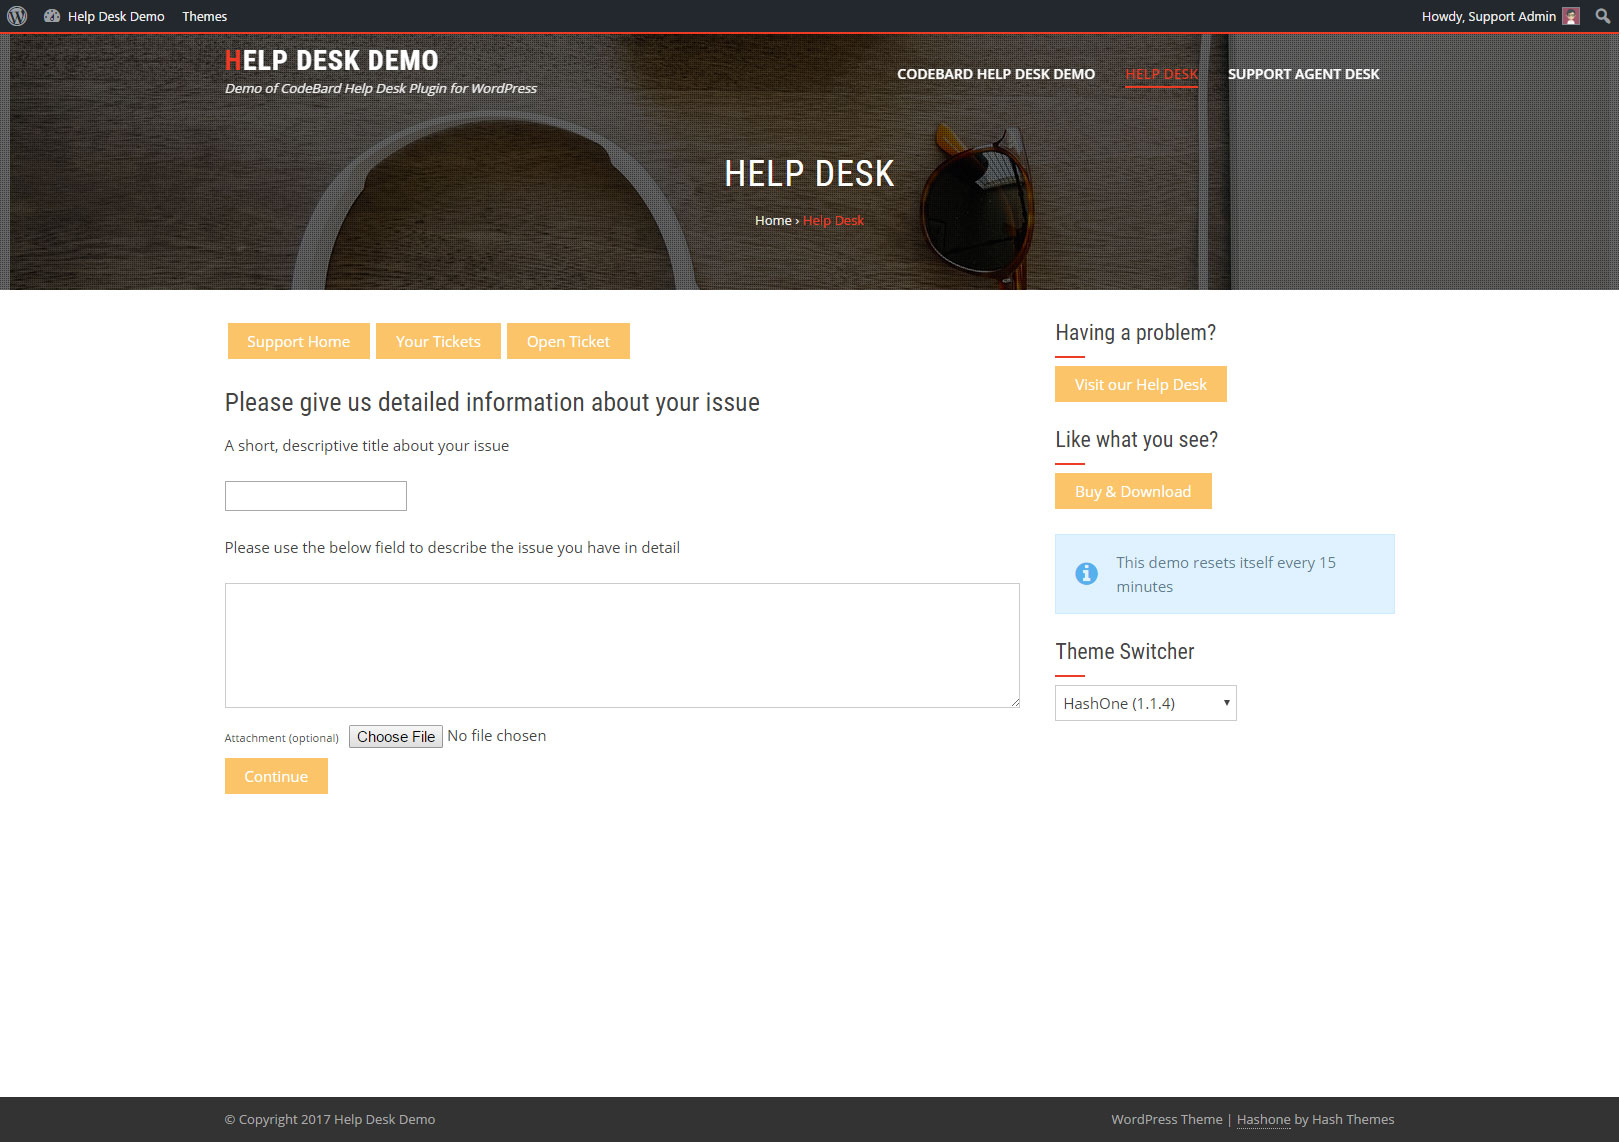 Help Desk Demo Themes Howdy, Support Admin
HELP DESK DEMO
Demo of CodeBard Help Desk Plugin for WordPress
CODEBARD HELP DESK DEMO HELP DESK SUPPORT AGENT DESK
HELP DESK
Home › Help Desk
Support Home Your Tickets Open Ticket
Please give us detailed information about your issue
A short, descriptive title about your issue
Please use the below field to describe the issue you have in detail
Attachment (optional) Choose File No file chosen
Continue
Having a problem?
Visit our Help Desk
Like what you see?
Buy & Download
This demo resets itself every 15
minutes
Theme Switcher
HashOne (1.1.4)
© Copyright 2017 Help Desk Demo
WordPress Theme | Hashone by Hash Themes